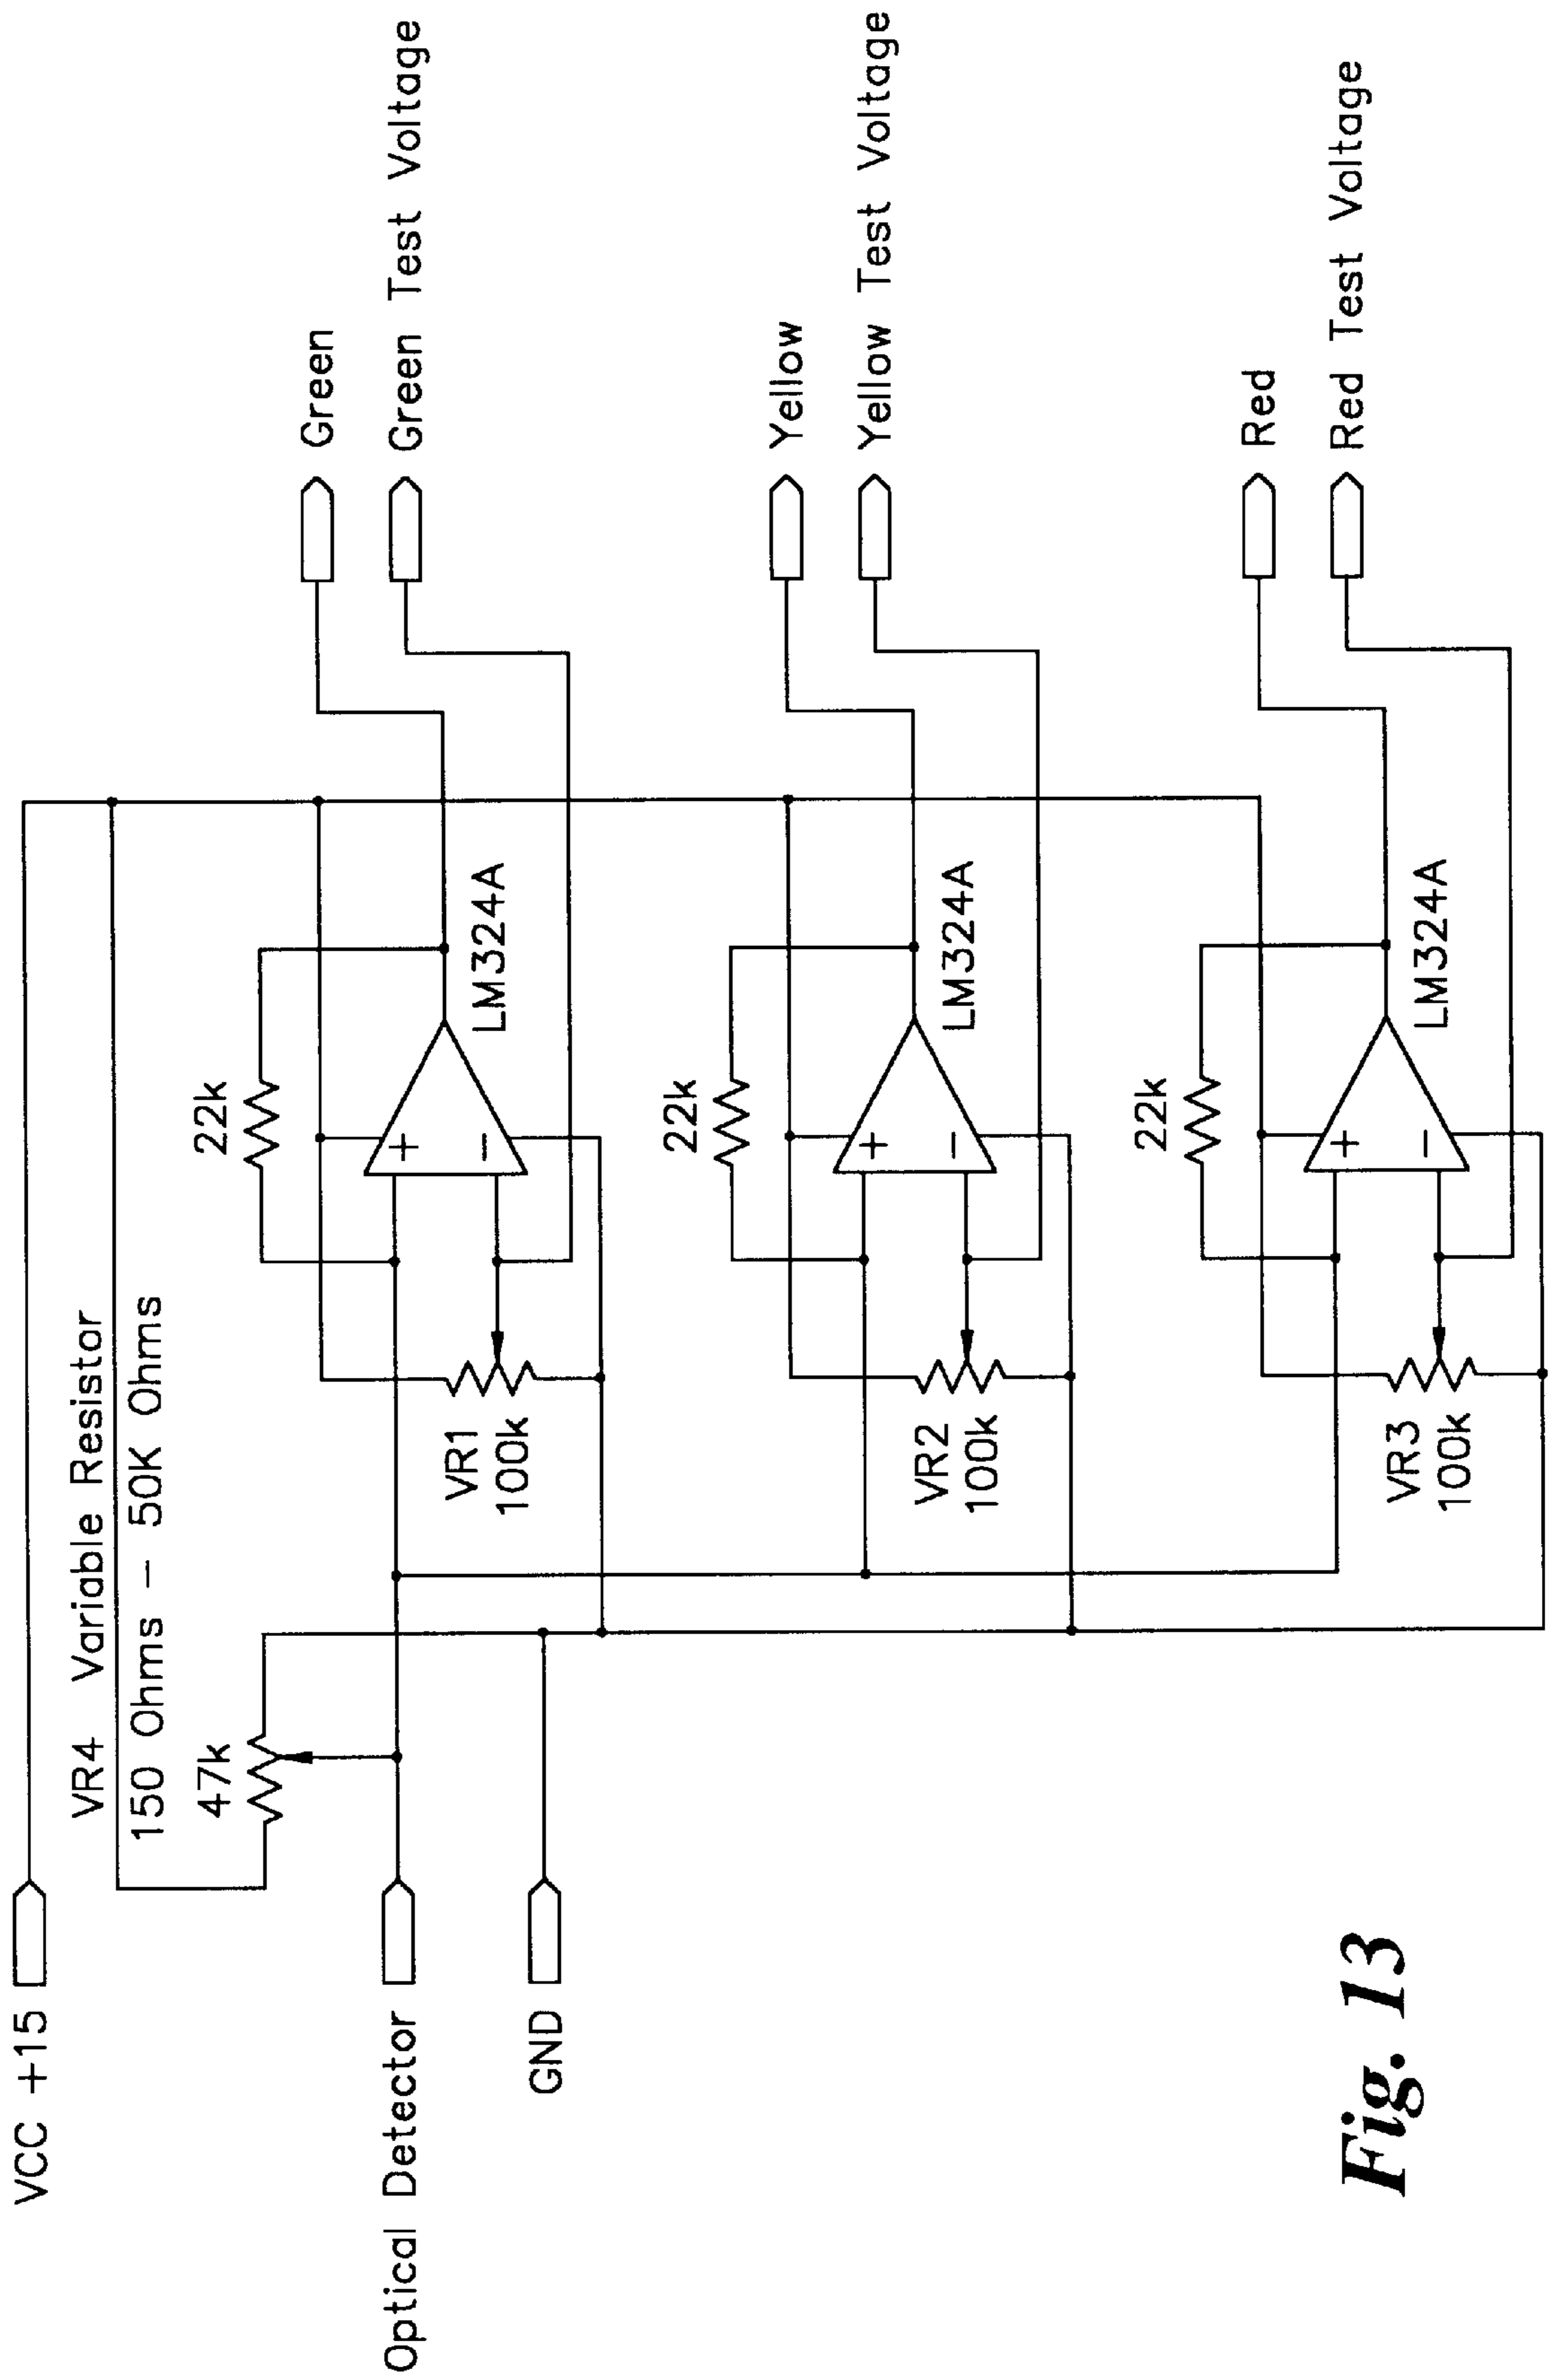 VCC +15
VR4 Variable Resistor
150 Ohms - 50K Ohms
47k
Optical Detector
GND
22k
+
-
LM324A
VR1
100k
Green
Green Test Voltage
22k
+
-
LM324A
VR2
100k
Yellow
Yellow Test Voltage
22k
+
-
LM324A
VR3
100k
Red
Red Test Voltage
Fig. 13